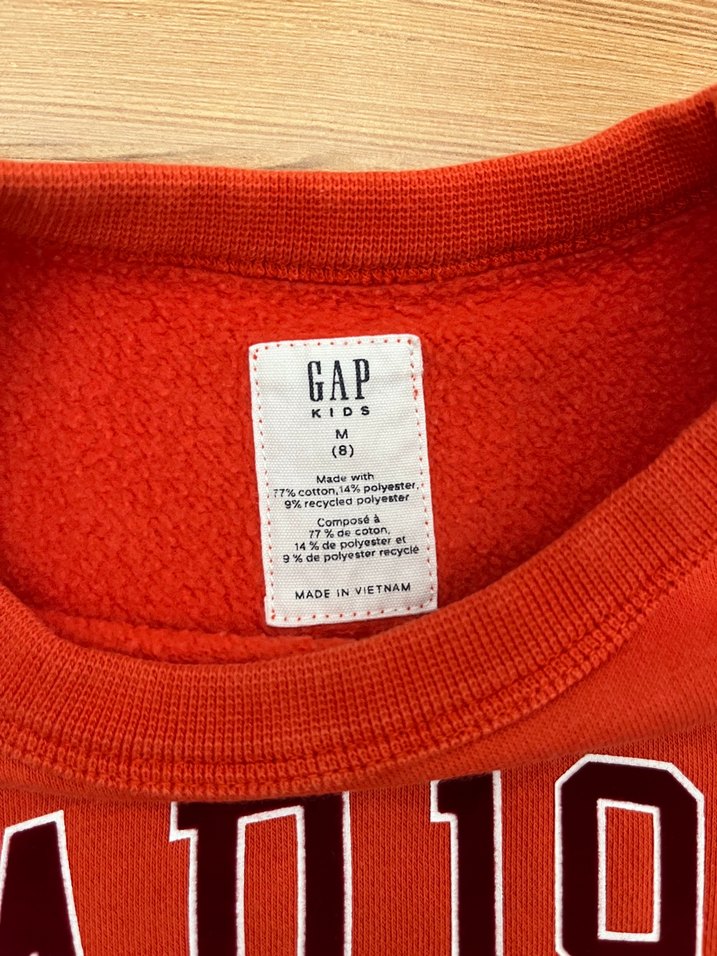 GAP
KIDS
M
(8)
Made with
77% cotton,14% polyester,
9% recycled polyester
Composé à
77 % de coton,
14 % de polyester et
9 % de polyester recyclé
MADE IN VIETNAM